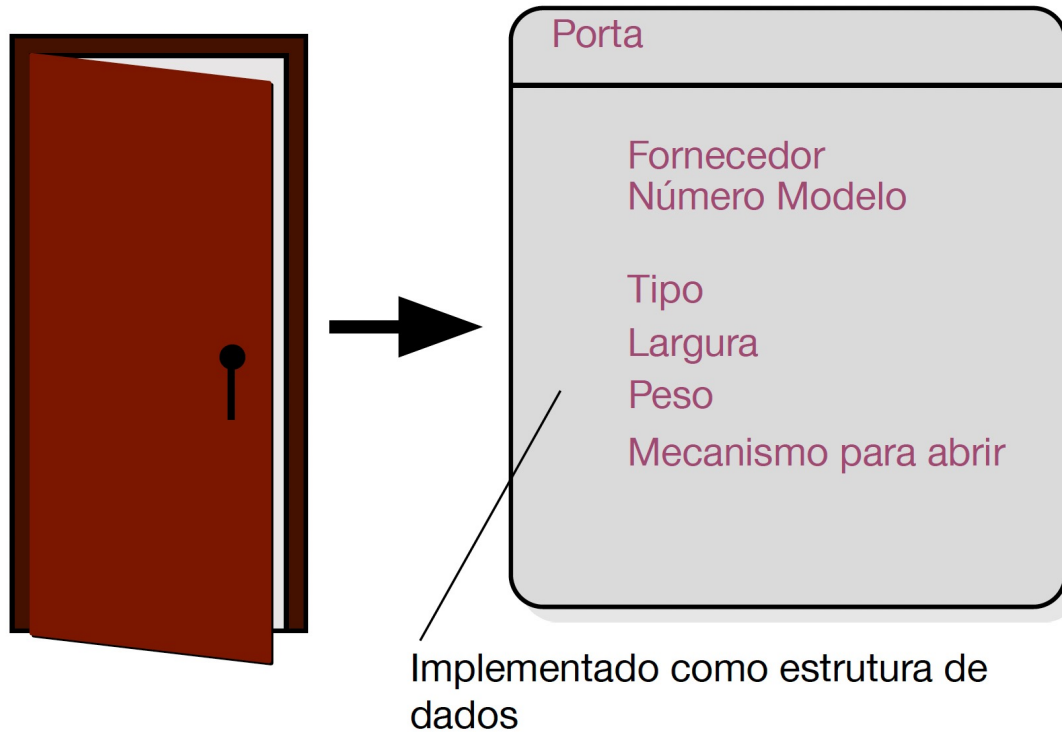 Porta
Fornecedor
Número Modelo
Tipo
Largura
Peso
Mecanismo para abrir
Implementado como estrutura de
dados